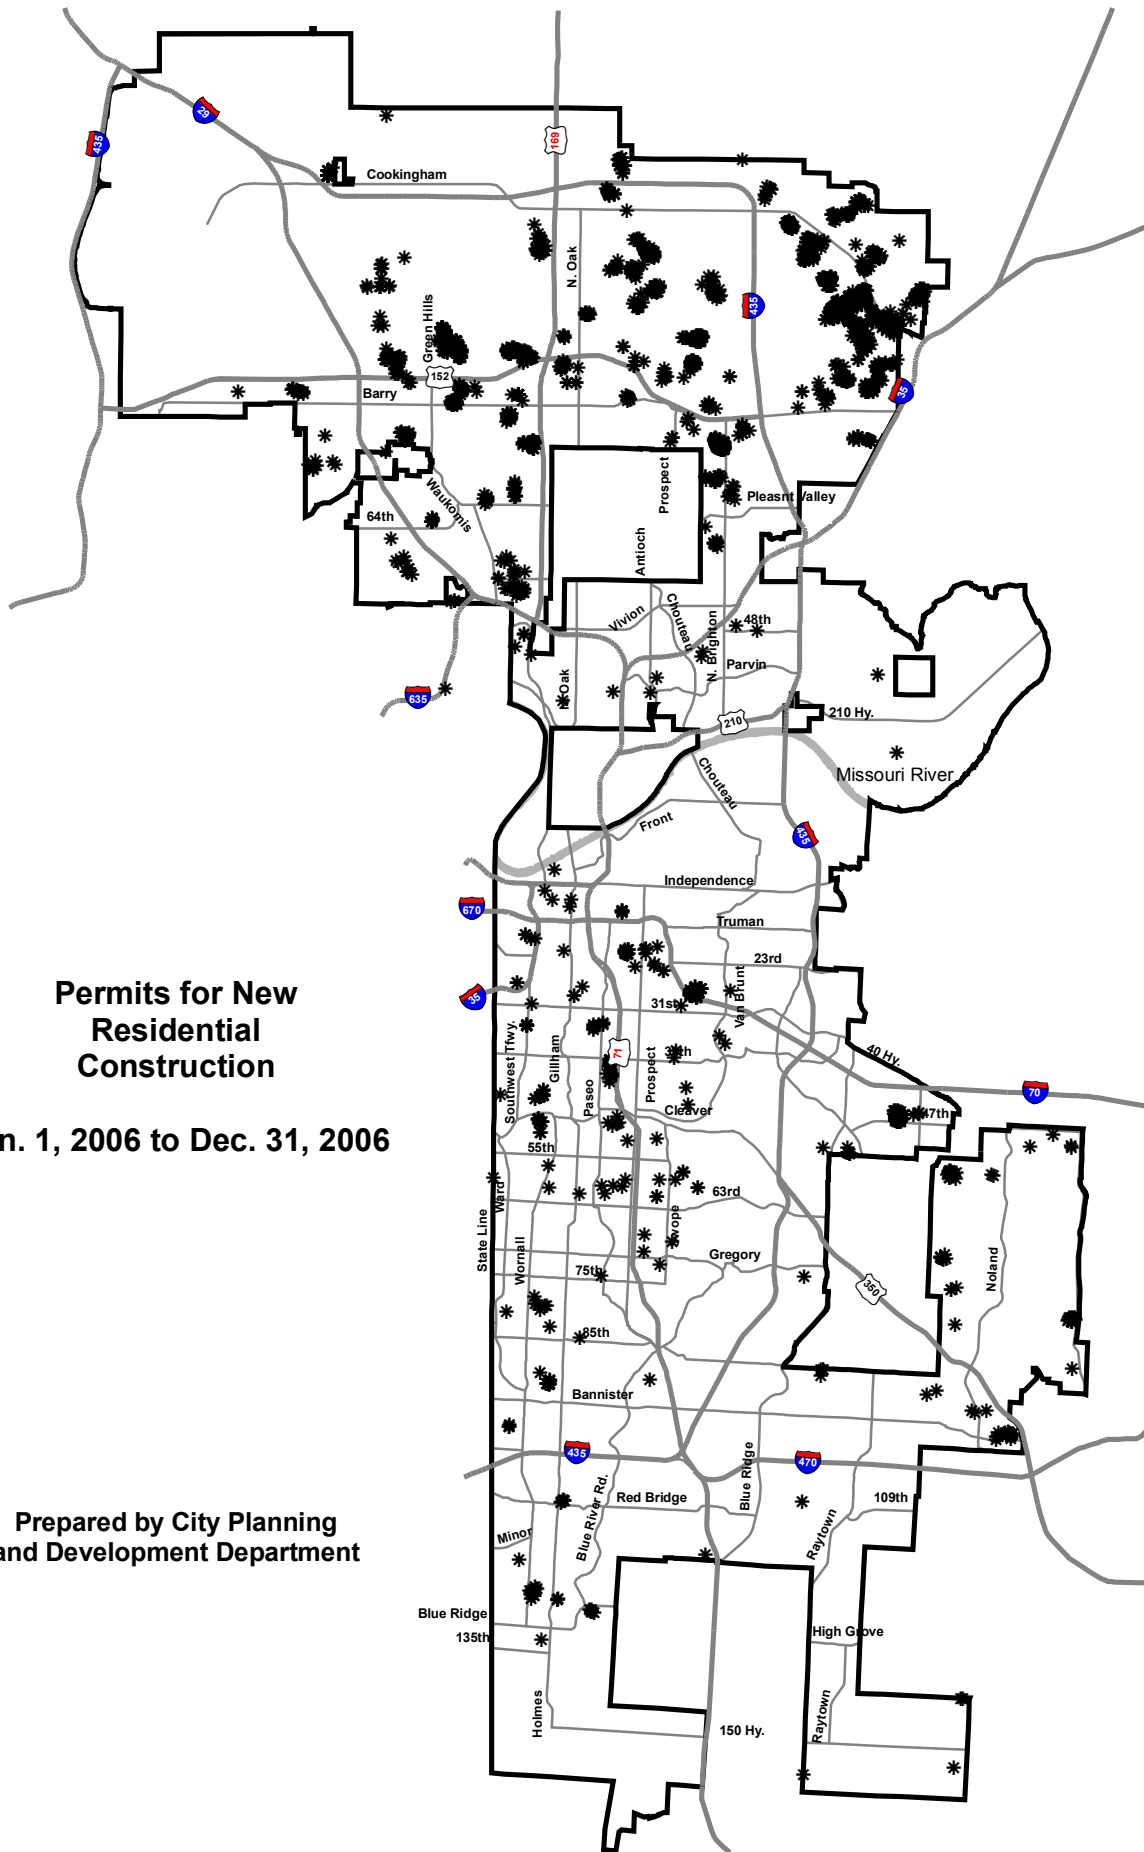 29
435
169
Cookingham
N. Oak
435
Green Hills
152
Barry
35
Prospect
Waukomis
Pleasnt Valley
64th
Antioch
Chouteau
Vivion
48th
N. Brighton
Parvin
635
N. Oak
210 Hy.
210
Missouri River
Chouteau
Front
435
Independence
670
Truman
23rd
Van Brunt
35
31st
Permits for New
Residential
Construction
n. 1, 2006 to Dec. 31, 2006
Southwest Tfwy.
Gillham
71
Prospect
40 Hy.
Paseo
70
Cleaver
47th
55th
Ward
63rd
State Line
Wornall
Gregory
Noland
75th
350
85th
Bannister
435
470
Blue Ridge
Red Bridge
109th
Blue River Rd.
Raytown
Prepared by City Planning
and Development Department
Minor
Blue Ridge
135th
High Grove
Holmes
Raytown
150 Hy.